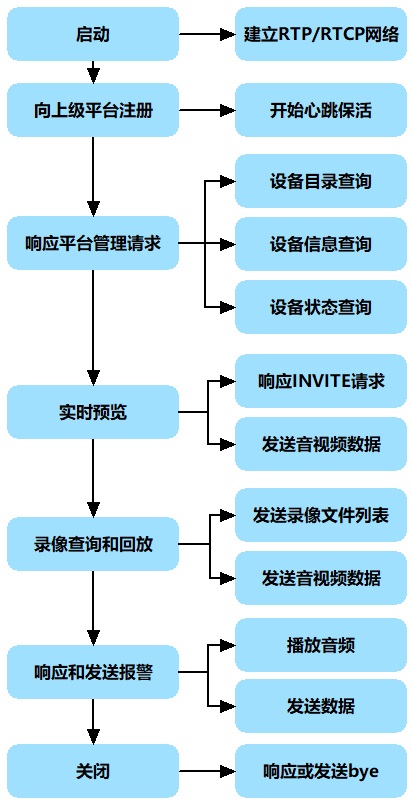 启动
建立RTP/RTCP网络
向上级平台注册
开始心跳保活
响应平台管理请求
设备目录查询
设备信息查询
设备状态查询
实时预览
响应INVITE请求
发送音视频数据
录像查询和回放
发送录像文件列表
发送音视频数据
响应和发送报警
播放音频
发送数据
关闭
响应或发送bye